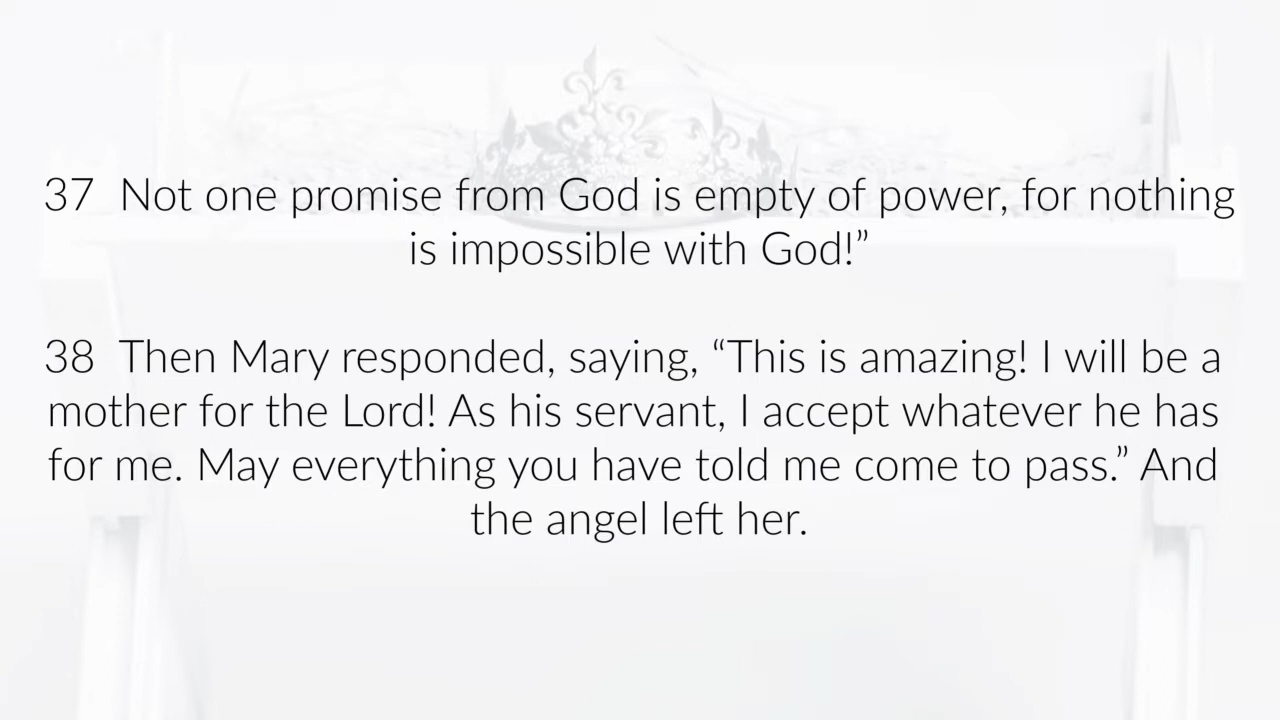 37  Not one promise from God is empty of power, for nothing
is impossible with God!”
38  Then Mary responded, saying, “This is amazing! I will be a
mother for the Lord! As his servant, I accept whatever he has
for me. May everything you have told me come to pass.” And
the angel left her.